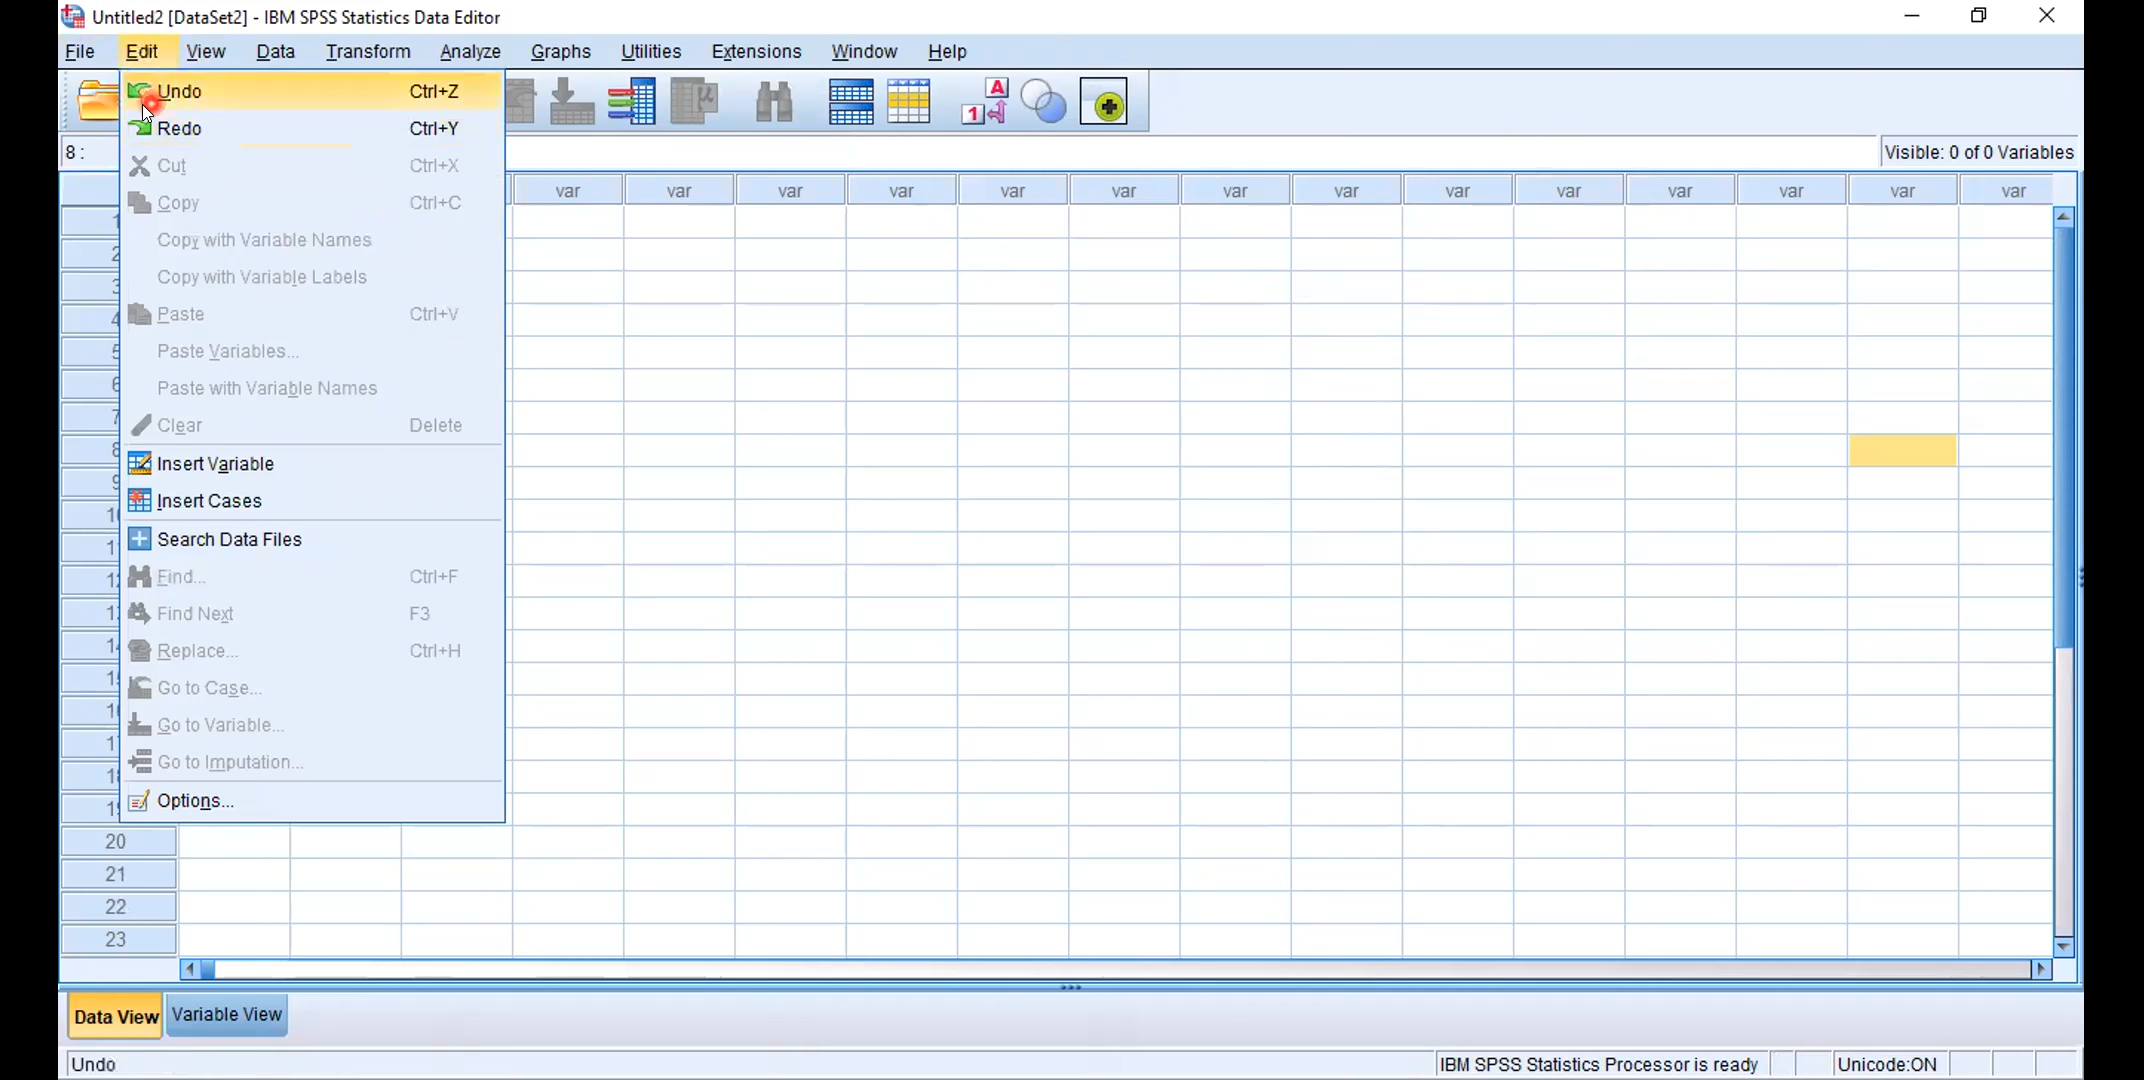 Untitled2 [DataSet2] - IBM SPSS Statistics Data Editor
File Edit View Data Transform Analyze Graphs Utilities Extensions Window Help
Undo Ctrl+Z
Redo Ctrl+Y
Cut Ctrl+X
Copy Ctrl+C
Copy with Variable Names
Copy with Variable Labels
Paste Ctrl+V
Paste Variables...
Paste with Variable Names
Clear Delete
Insert Variable
Insert Cases
Search Data Files
Find... Ctrl+F
Find Next F3
Replace... Ctrl+H
Go to Case...
Go to Variable...
Go to Imputation...
Options...
A
1
μ
8 :
Visible: 0 of 0 Variables
var var var var var var var var var var var var var var
20
21
22
23
Data View Variable View
Undo IBM SPSS Statistics Processor is ready Unicode:ON